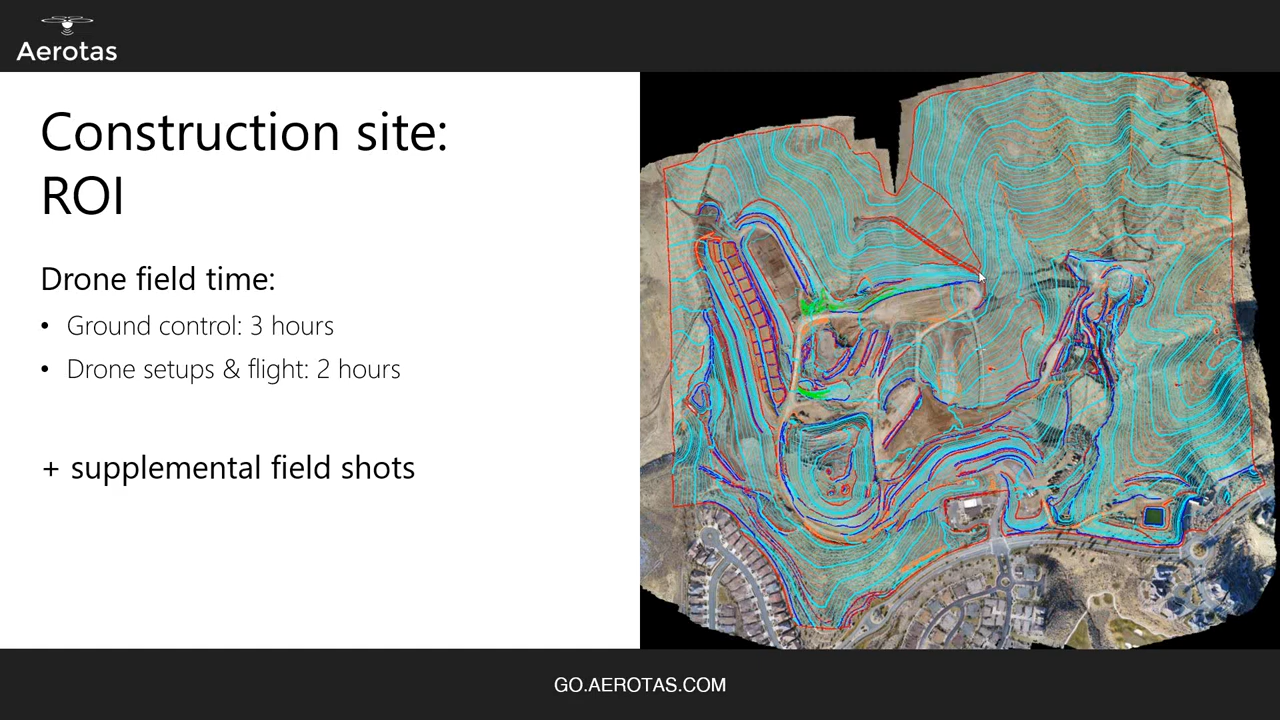 Aerotas
Construction site:
ROI
Drone field time:
• Ground control: 3 hours
• Drone setups & flight: 2 hours
+ supplemental field shots
GO.AEROTAS.COM